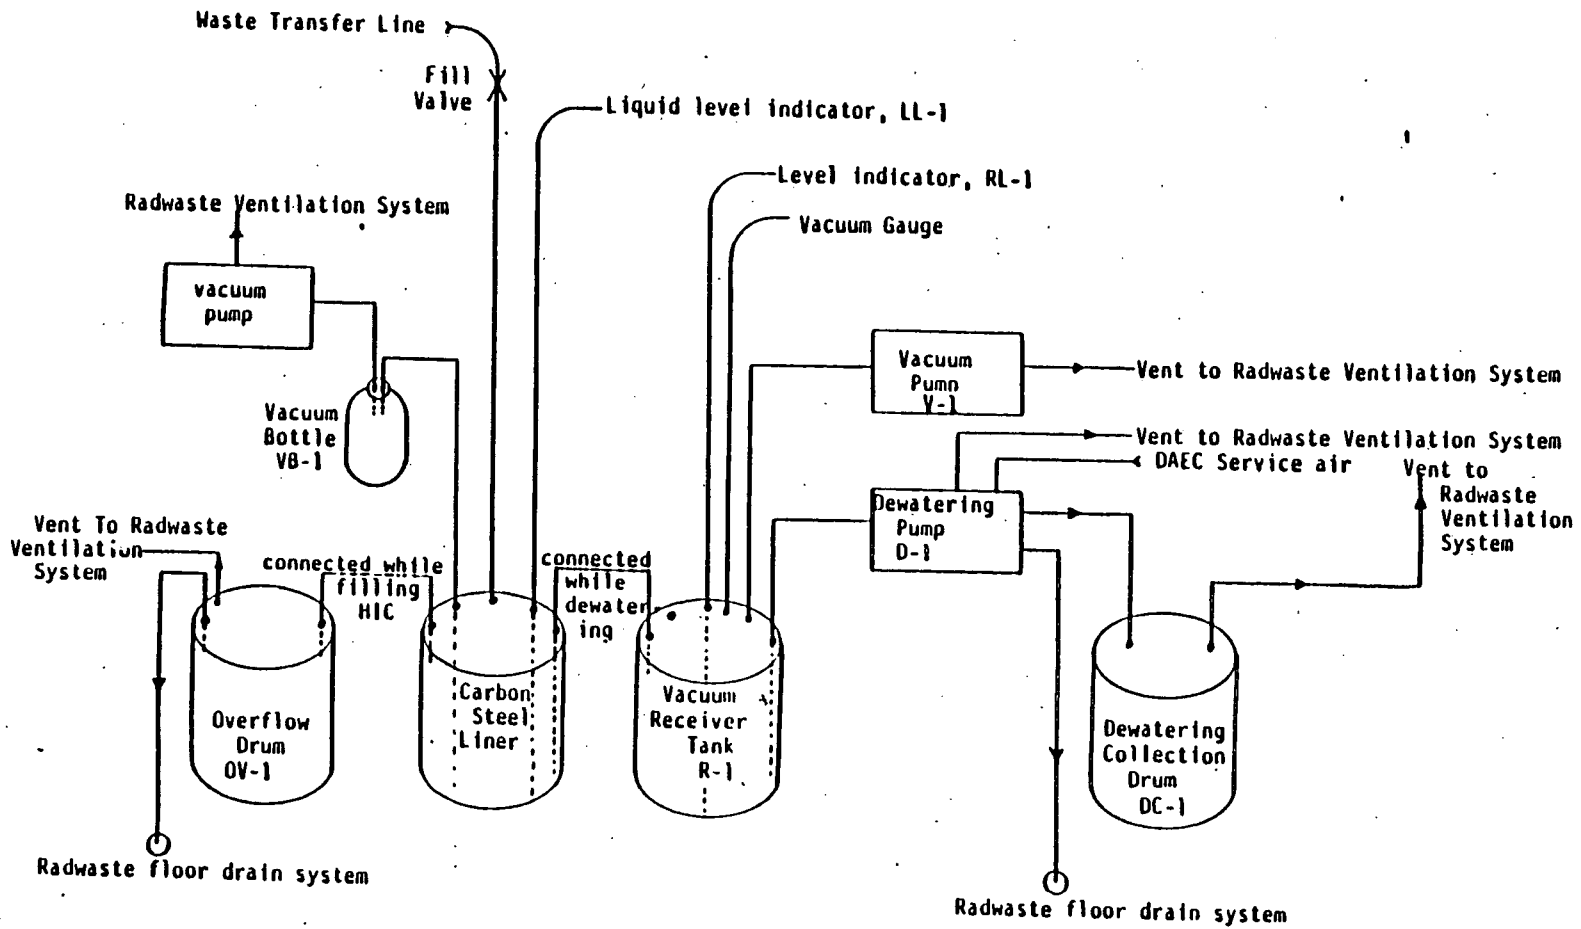 Waste Transfer Line
Fill
Valve
Liquid level indicator, LL-1
Level indicator, RL-1
Vacuum Gauge
Radwaste Ventilation System
vacuum
pump
Vacuum
Bottle
VB-1
Vacuum
Pump
V-1
Vent to Radwaste Ventilation System
Vent to Radwaste Ventilation System
DAEC Service air
Vent to
Radwaste
Ventilation
System
Dewatering
Pump
D-1
Vent To Radwaste
Ventilation
System
connected while
filling
HIC
connected
while
dewater-
ing
Overflow
Drum
OV-1
Carbon
Steel
Liner
Vacuum
Receiver
Tank
R-1
Dewatering
Collection
Drum
DC-1
Radwaste floor drain system
Radwaste floor drain system